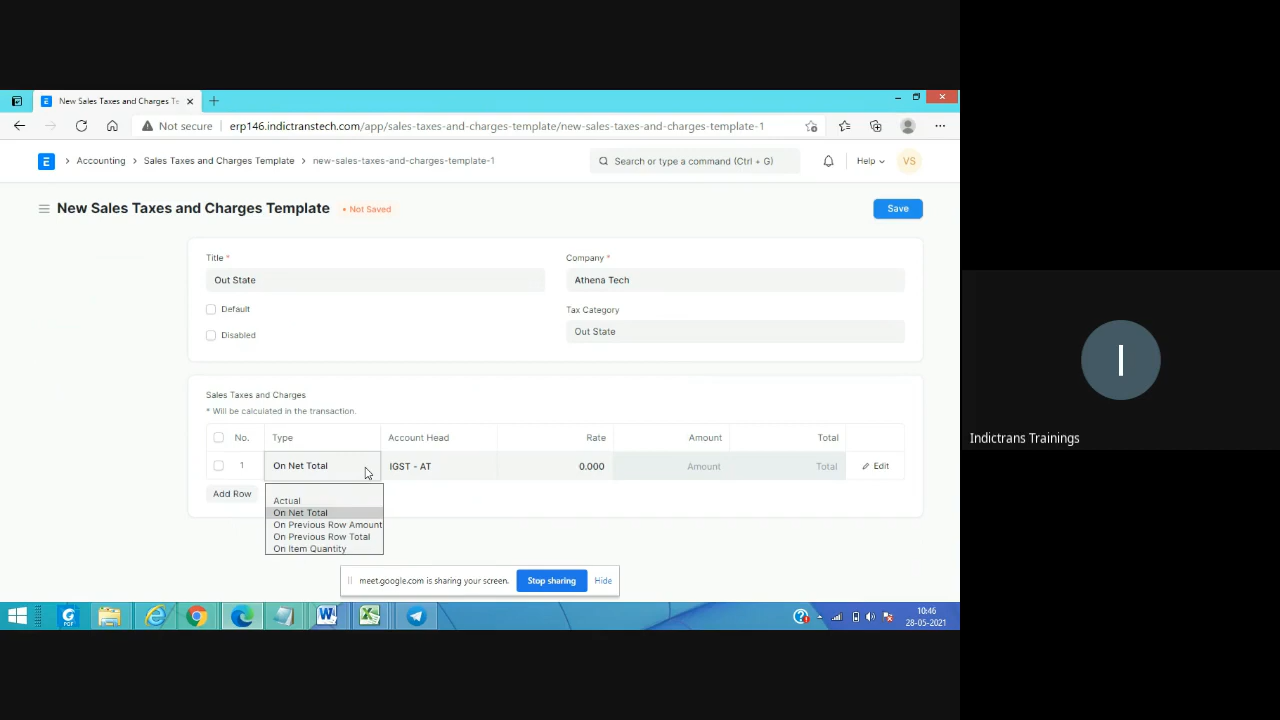 New Sales Taxes and Charges Te
Not secure
erp146.indictranstech.com/app/sales-taxes-and-charges-template/new-sales-taxes-and-charges-template-1
E
Accounting
Sales Taxes and Charges Template
new-sales-taxes-and-charges-template-1
Search or type a command (Ctrl + G)
Help
VS
New Sales Taxes and Charges Template
• Not Saved
Save
Title *
Company *
Out State
Athena Tech
Default
Tax Category
Out State
Disabled
Sales Taxes and Charges
* Will be calculated in the transaction.
No. Type Account Head Rate Amount Total
1 On Net Total IGST - AT 0.000 Amount Total Edit
Add Row
Actual
On Net Total
On Previous Row Amount
On Previous Row Total
On Item Quantity
meet.google.com is sharing your screen.
Stop sharing
Hide
10:46
28-05-2021
I
Indictrans Trainings